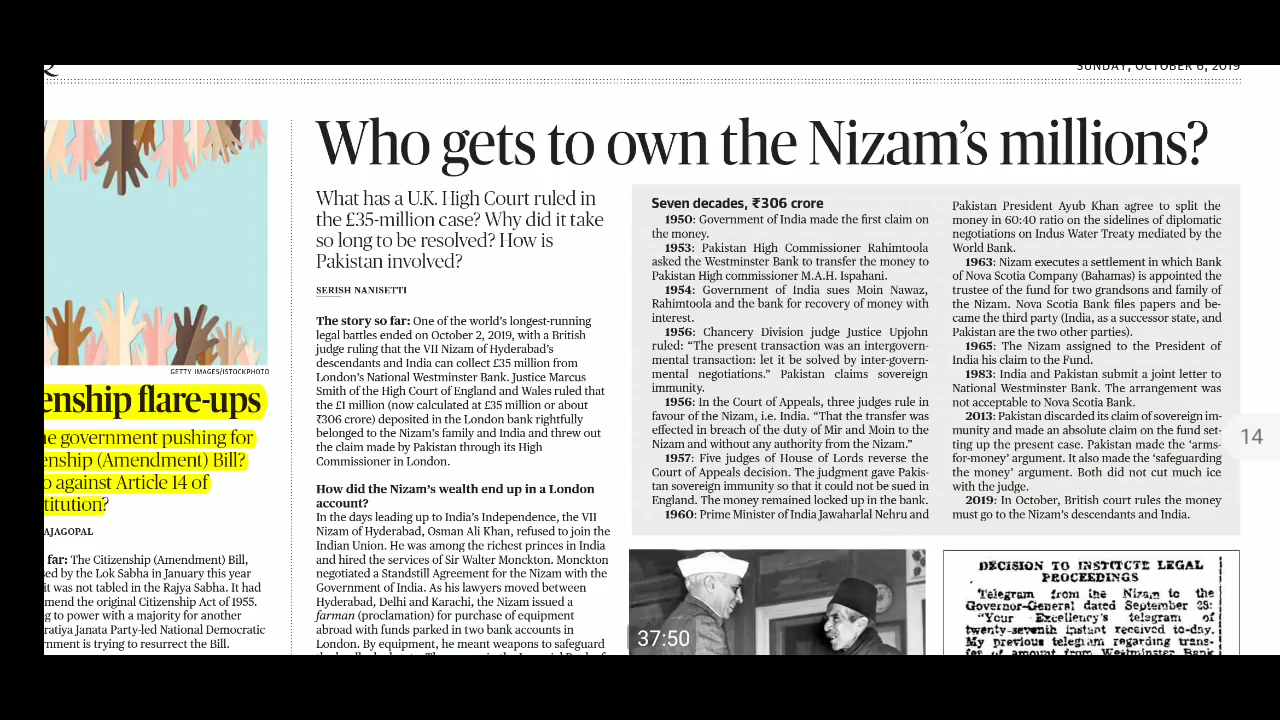 SUNDAY, OCTOBER 6, 2019
GETTY IMAGES/ISTOCKPHOTO
enship flare-ups
e government pushing for
enship (Amendment) Bill?
o against Article 14 of
titution?
AJAGOPAL
far: The Citizenship (Amendment) Bill,
sed by the Lok Sabha in January this year
it was not tabled in the Rajya Sabha. It had
mend the original Citizenship Act of 1955.
g to power with a majority for another
ratiya Janata Party-led National Democratic
rnment is trying to resurrect the Bill.
Who gets to own the Nizam's millions?
What has a U.K. High Court ruled in
the £35-million case? Why did it take
so long to be resolved? How is
Pakistan involved?
SERISH NANISETTI
The story so far: One of the world's longest-running
legal battles ended on October 2, 2019, with a British
judge ruling that the VII Nizam of Hyderabad's
descendants and India can collect £35 million from
London's National Westminster Bank. Justice Marcus
Smith of the High Court of England and Wales ruled that
the £1 million (now calculated at £35 million or about
₹306 crore) deposited in the London bank rightfully
belonged to the Nizam's family and India and threw out
the claim made by Pakistan through its High
Commissioner in London.
How did the Nizam's wealth end up in a London
account?
In the days leading up to India's Independence, the VII
Nizam of Hyderabad, Osman Ali Khan, refused to join the
Indian Union. He was among the richest princes in India
and hired the services of Sir Walter Monckton. Monckton
negotiated a Standstill Agreement for the Nizam with the
Government of India. As his lawyers moved between
Hyderabad, Delhi and Karachi, the Nizam issued a
farman (proclamation) for purchase of equipment
abroad with funds parked in two bank accounts in
London. By equipment, he meant weapons to safeguard
Seven decades, ₹306 crore
1950: Government of India made the first claim on
the money.
1953: Pakistan High Commissioner Rahimtoola
asked the Westminster Bank to transfer the money to
Pakistan High commissioner M.A.H. Ispahani.
1954: Government of India sues Moin Nawaz,
Rahimtoola and the bank for recovery of money with
interest.
1956: Chancery Division judge Justice Upjohn
ruled: "The present transaction was an intergovern-
mental transaction: let it be solved by inter-govern-
mental negotiations." Pakistan claims sovereign
immunity.
1956: In the Court of Appeals, three judges rule in
favour of the Nizam, i.e. India. "That the transfer was
effected in breach of the duty of Mir and Moin to the
Nizam and without any authority from the Nizam."
1957: Five judges of House of Lords reverse the
Court of Appeals decision. The judgment gave Pakis-
tan sovereign immunity so that it could not be sued in
England. The money remained locked up in the bank.
1960: Prime Minister of India Jawaharlal Nehru and
Pakistan President Ayub Khan agree to split the
money in 60:40 ratio on the sidelines of diplomatic
negotiations on Indus Water Treaty mediated by the
World Bank.
1963: Nizam executes a settlement in which Bank
of Nova Scotia Company (Bahamas) is appointed the
trustee of the fund for two grandsons and family of
the Nizam. Nova Scotia Bank files papers and be-
came the third party (India, as a successor state, and
Pakistan are the two other parties).
1965: The Nizam assigned to the President of
India his claim to the Fund.
1983: India and Pakistan submit a joint letter to
National Westminster Bank. The arrangement was
not acceptable to Nova Scotia Bank.
2013: Pakistan discarded its claim of sovereign im-
munity and made an absolute claim on the fund set-
ting up the present case. Pakistan made the 'arms-
for-money' argument. It also made the 'safeguarding
the money' argument. Both did not cut much ice
with the judge.
2019: In October, British court rules the money
must go to the Nizam's descendants and India.
14
37:50
DECISION TO INSTITUTE LEGAL
PROCEEDINGS
Telegram from the Nizam to the
Governor-General dated September 28:
"Your Excellency's telegram of
twenty-seventh instant received to-day.
My previous telegram regarding trans-
fer of amount from Westminster Bank